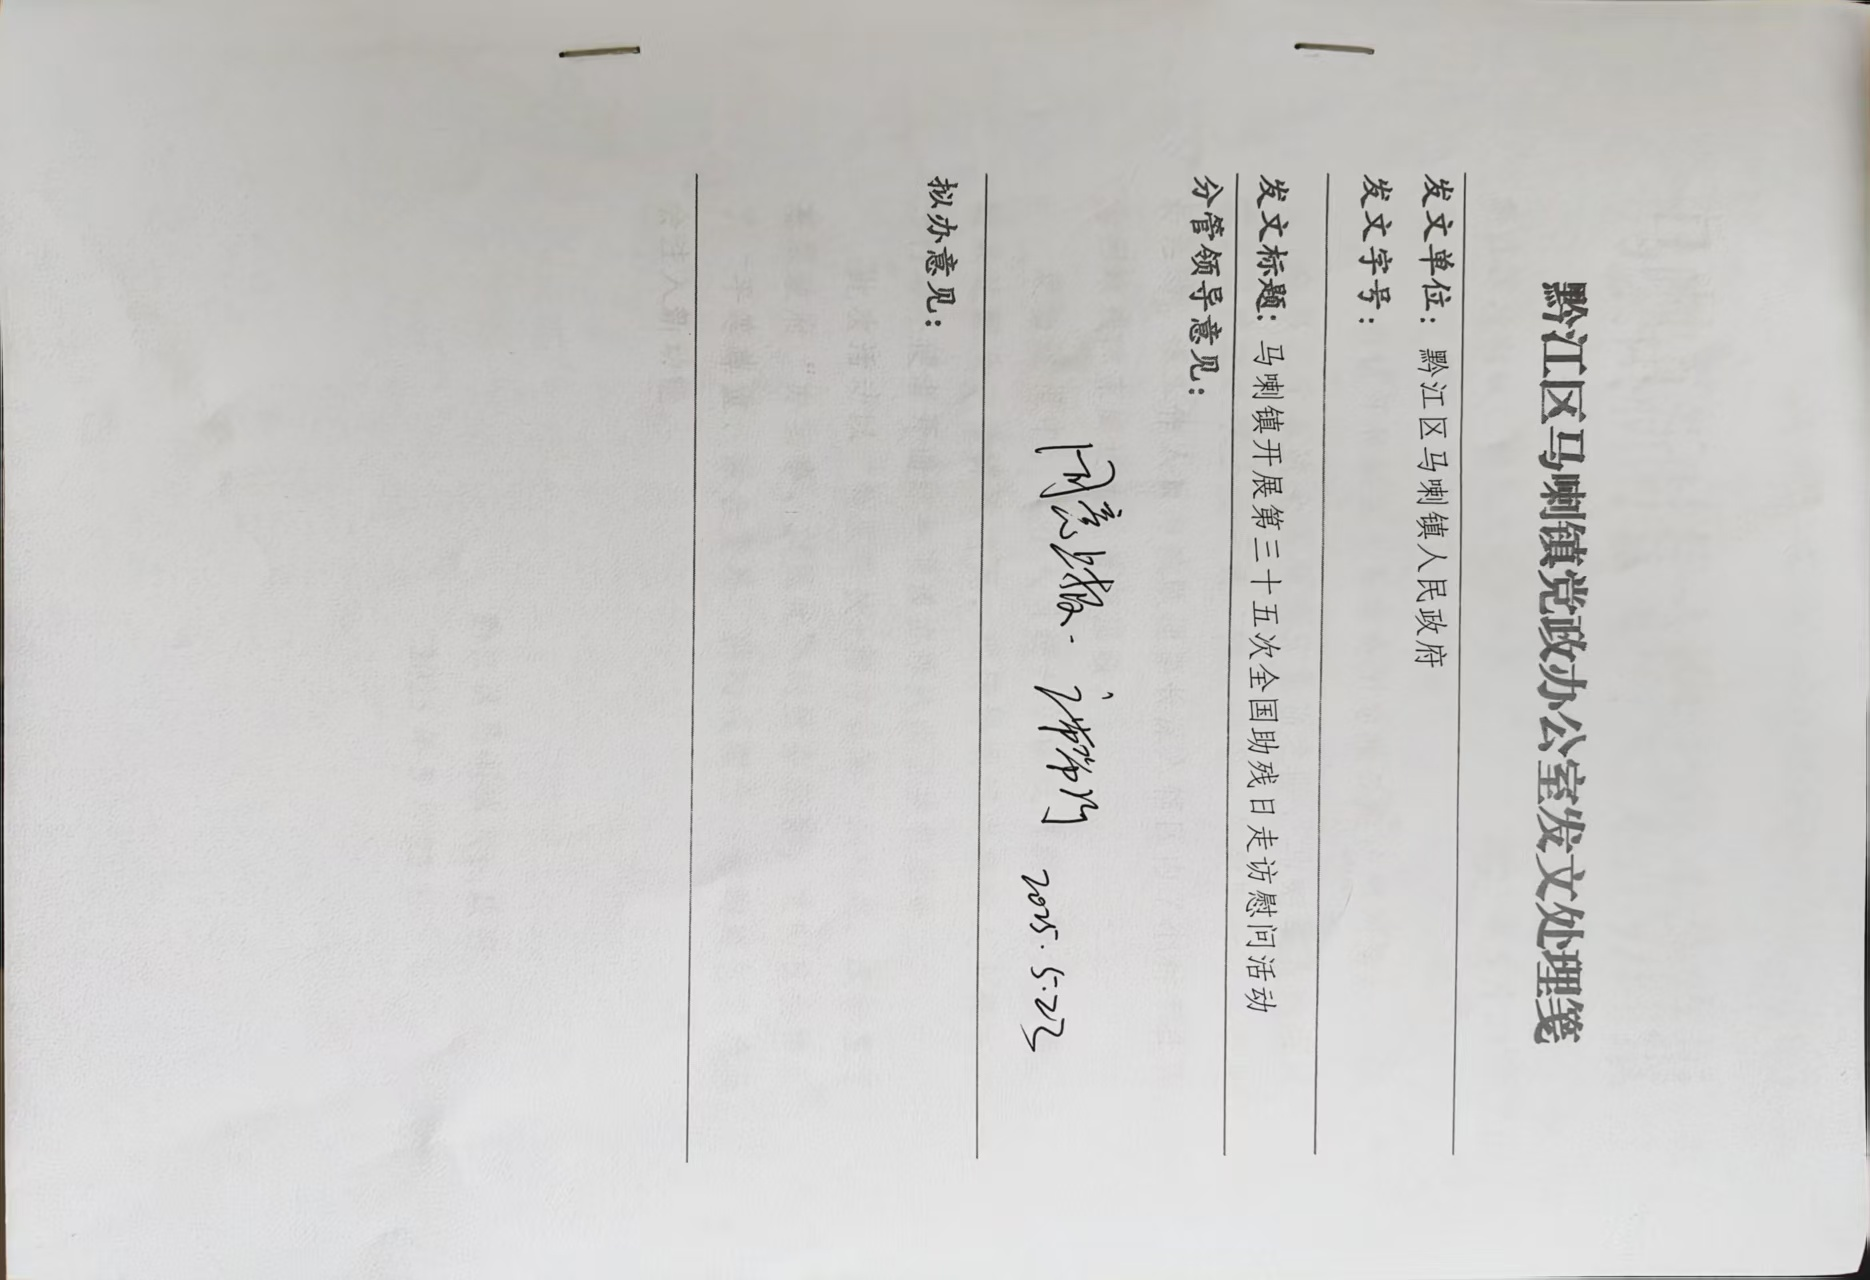 黔江区马喇镇党政办公室发文处理笺
发文单位：黔江区马喇镇人民政府
发文字号：
发文标题：马喇镇开展第三十五次全国助残日走访慰问活动
分管领导意见：
同意上报. 2025.5.22
拟办意见：